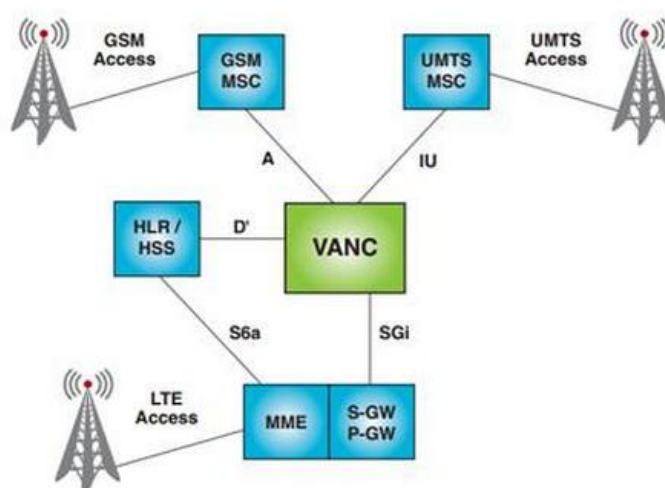 GSM
Access
GSM
MSC
UMTS
MSC
UMTS
Access
A
IU
HLR /
HSS
D'
VANC
S6a
SGi
LTE
Access
MME
S-GW
P-GW